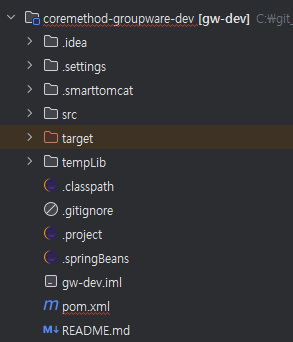 coremethod-groupware-dev [gw-dev] C:\git_
.idea
.settings
.smarttomcat
src
target
tempLib
.classpath
.gitignore
.project
.springBeans
gw-dev.iml
pom.xml
README.md